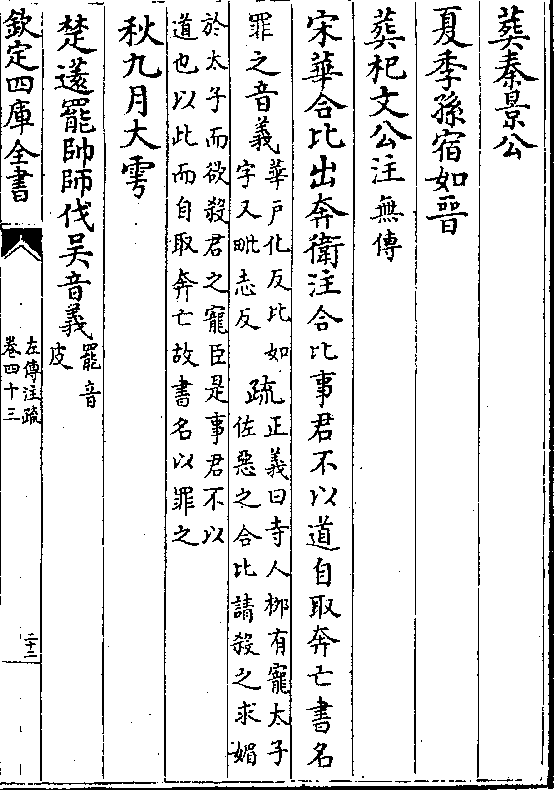 葬秦景公
夏季孫宿如晉
葬杞文公注無傳
宋華合比出奔衛注合比事君不以道自取奔亡書名
罪之音義華戶化反比如
字又毗志反疏正義曰寺人栁有寵太子
佐惡之合比請殺之求媚
於太子而欲殺君之寵臣是事君不以
道也以此而自取奔亡故書名以罪之
秋九月大雩
楚薳罷帥師伐吳音義罷音
皮
欽定四庫全書
左傳注疏
卷四十三
二十二